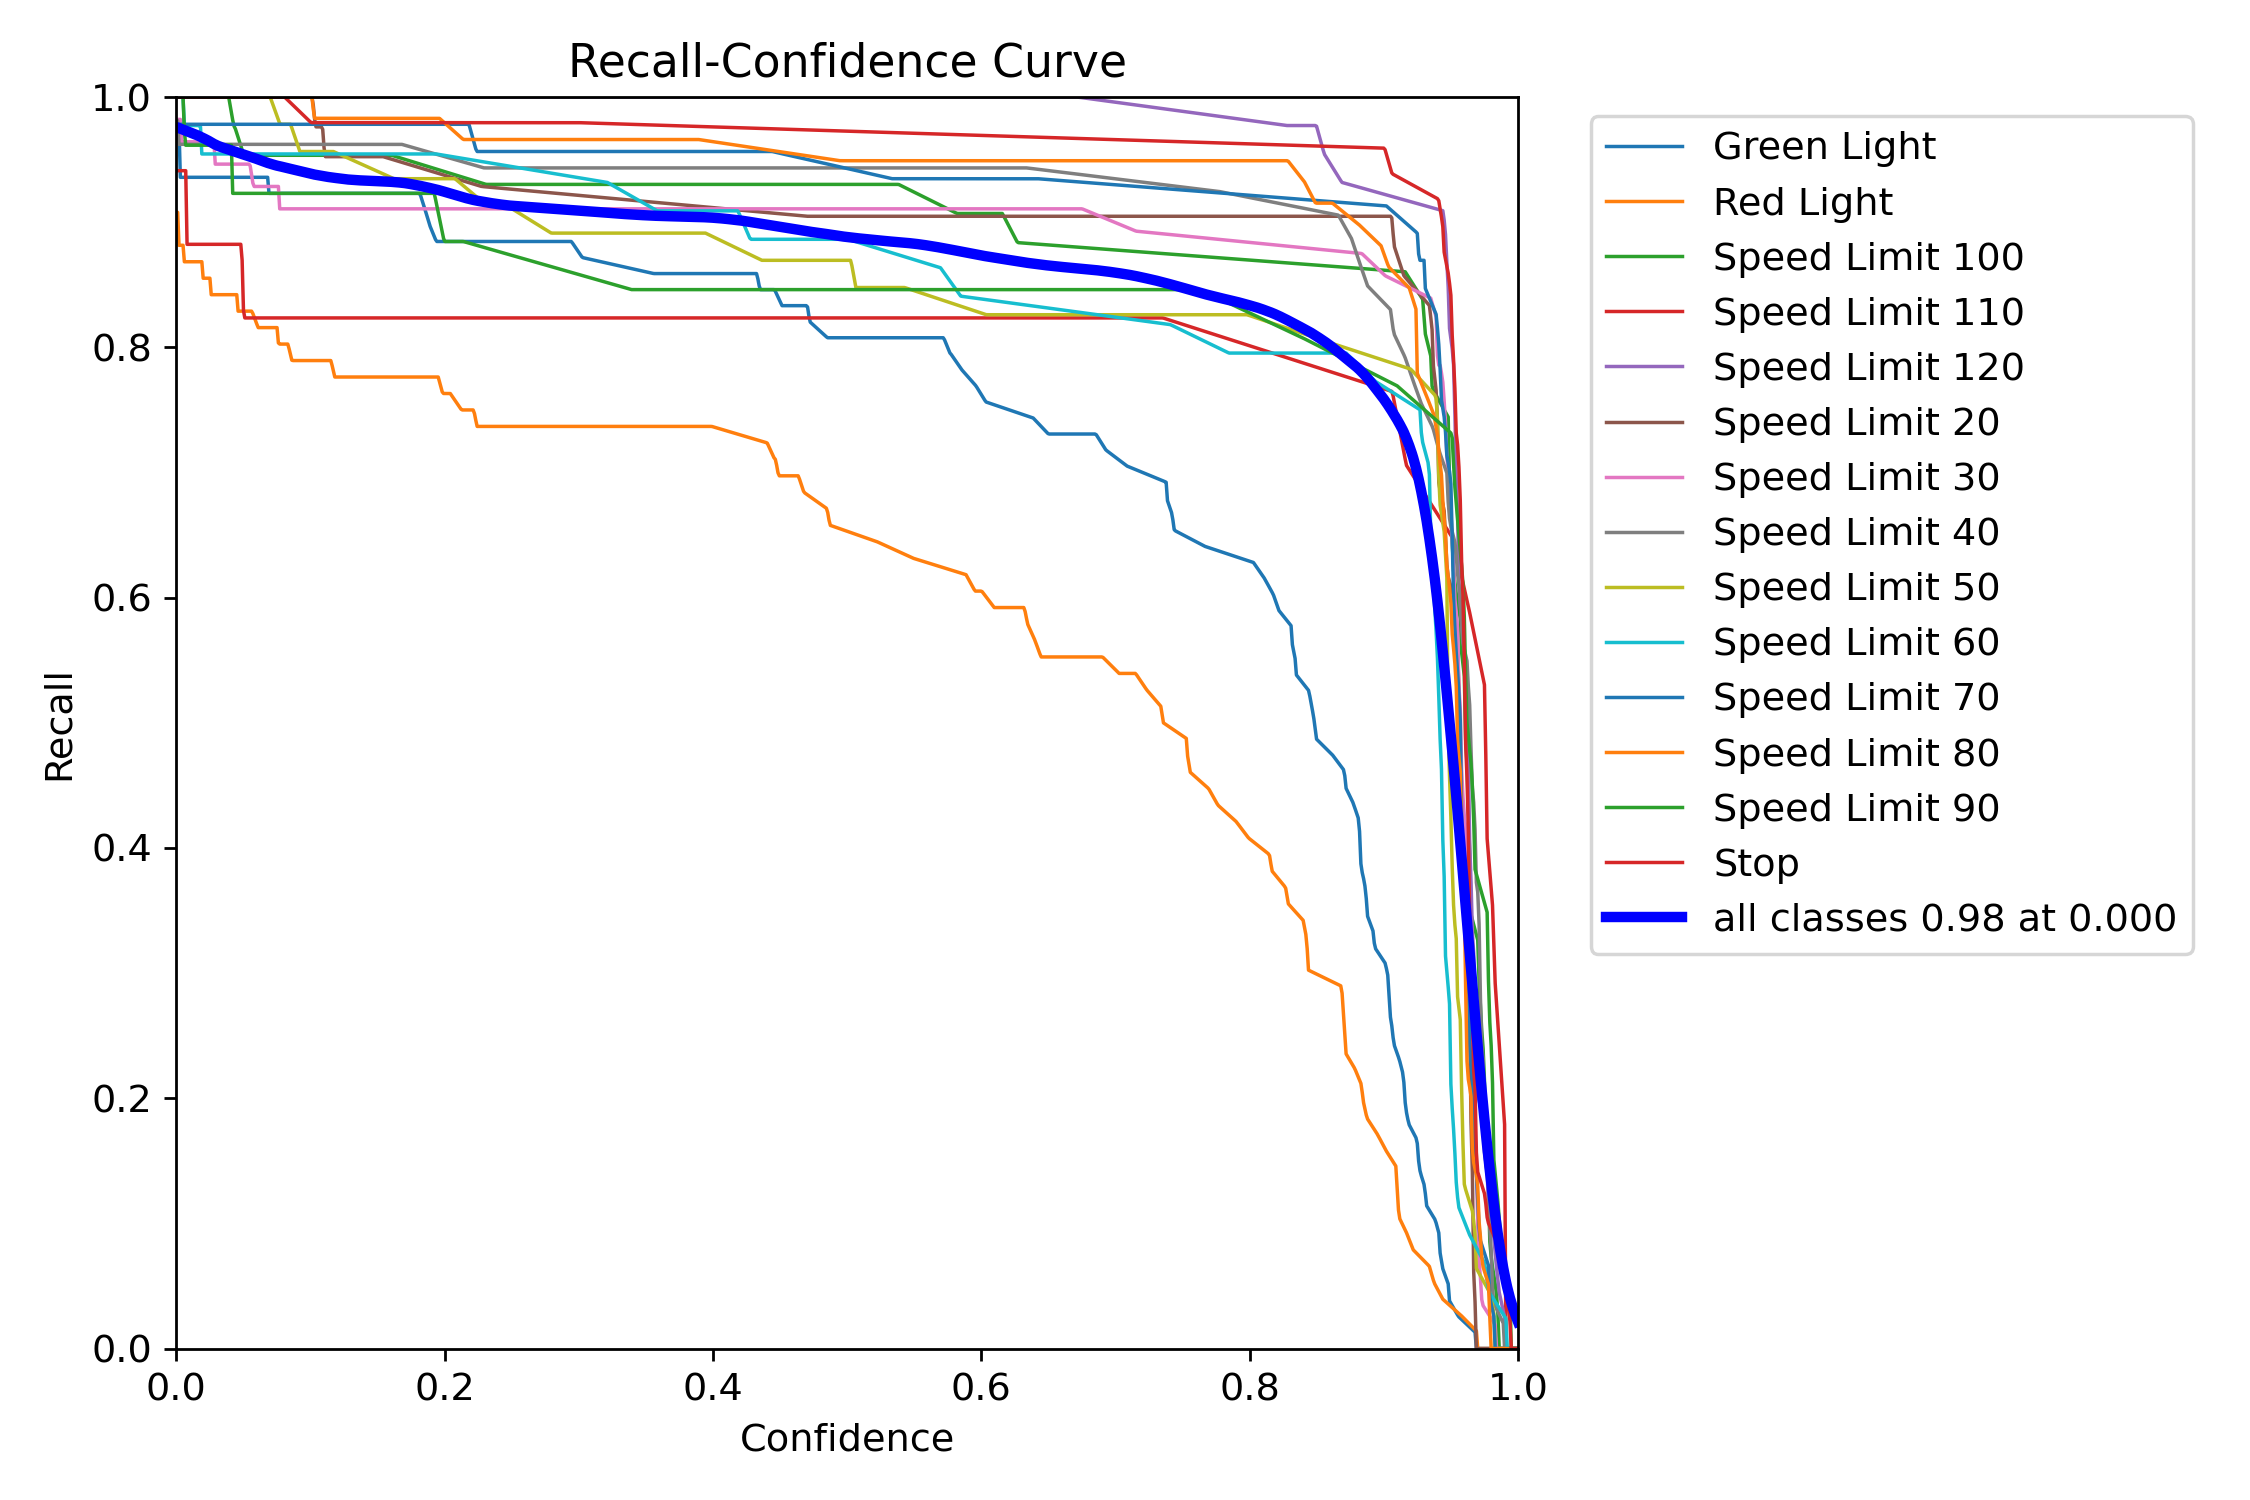 Recall-Confidence Curve
1.0
0.8
0.6
0.4
0.2
0.0
Recall
0.0 0.2 0.4 0.6 0.8 1.0
Confidence
Green Light
Red Light
Speed Limit 100
Speed Limit 110
Speed Limit 120
Speed Limit 20
Speed Limit 30
Speed Limit 40
Speed Limit 50
Speed Limit 60
Speed Limit 70
Speed Limit 80
Speed Limit 90
Stop
all classes 0.98 at 0.000